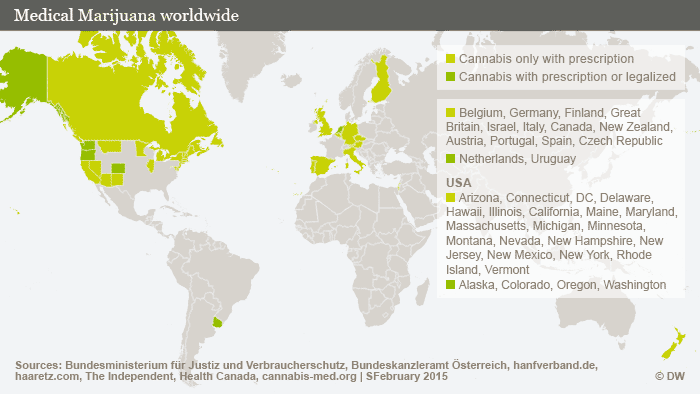 Medical Marijuana worldwide
Cannabis only with prescription
Cannabis with prescription or legalized
Belgium, Germany, Finland, Great
Britain, Israel, Italy, Canada, New Zealand,
Austria, Portugal, Spain, Czech Republic
Netherlands, Uruguay
USA
Arizona, Connecticut, DC, Delaware,
Hawaii, Illinois, California, Maine, Maryland,
Massachusetts, Michigan, Minnesota,
Montana, Nevada, New Hampshire, New
Jersey, New Mexico, New York, Rhode
Island, Vermont
Alaska, Colorado, Oregon, Washington
Sources: Bundesministerium für Justiz und Verbraucherschutz, Bundeskanzleramt Österreich, hanfverband.de,
haaretz.com, The Independent, Health Canada, cannabis-med.org | SFebruary 2015
© DW